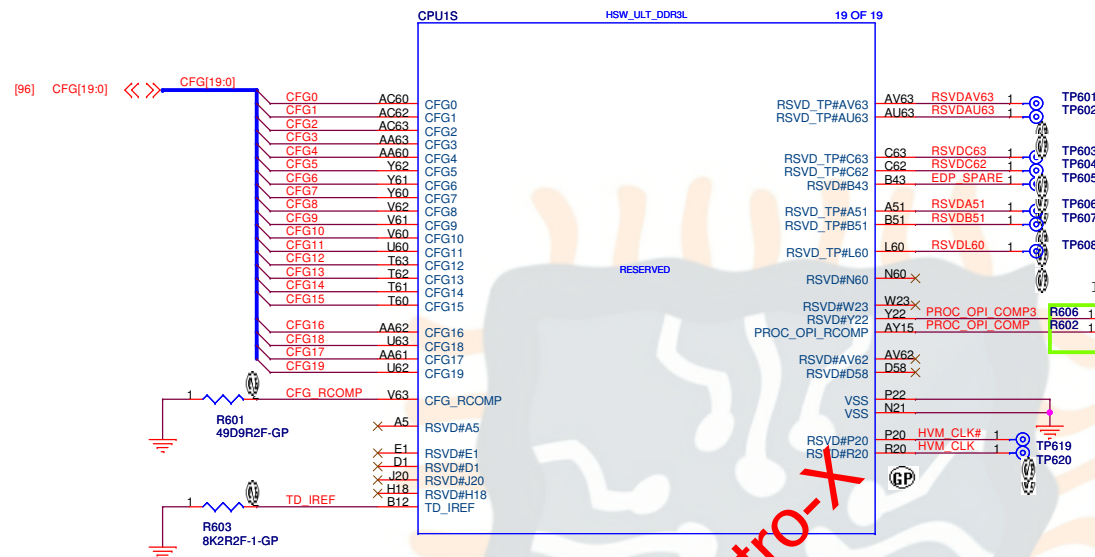 CPU1S HSW_ULT_DDR3L 19 OF 19
[96] CFG[19:0] CFG[19:0]
CFG0 AC60 CFG0
CFG1 AC62 CFG1
CFG2 AC63 CFG2
CFG3 AA63 CFG3
CFG4 AA60 CFG4
CFG5 Y62 CFG5
CFG6 Y61 CFG6
CFG7 Y60 CFG7
CFG8 V62 CFG8
CFG9 V61 CFG9
CFG10 V60 CFG10
CFG11 U60 CFG11
CFG12 T63 CFG12
CFG13 T62 CFG13
CFG14 T61 CFG14
CFG15 T60 CFG15
CFG16 AA62 CFG16
CFG18 U63 CFG18
CFG17 AA61 CFG17
CFG19 U62 CFG19
1 CFG_RCOMP V63 CFG_RCOMP
R601
49D9R2F-GP
A5 RSVD#A5
E1 RSVD#E1
D1 RSVD#D1
J20 RSVD#J20
H18 RSVD#H18
1 TD_IREF B12 TD_IREF
R603
8K2R2F-1-GP
RESERVED
RSVD_TP#AV63 AV63 RSVDAV63 1 TP601
RSVD_TP#AU63 AU63 RSVDAU63 1 TP602
RSVD_TP#C63 C63 RSVDC63 1 TP603
RSVD_TP#C62 C62 RSVDC62 1 TP604
RSVD#B43 B43 EDP_SPARE 1 TP605
RSVD_TP#A51 A51 RSVDA51 1 TP606
RSVD_TP#B51 B51 RSVDB51 1 TP607
RSVD_TP#L60 L60 RSVDL60 1 TP608
RSVD#N60 N60
RSVD#W23 W23
RSVD#Y22 Y22 PROC_OPI_COMP3 R606 1
PROC_OPI_RCOMP AY15 PROC_OPI_COMP R602 1
RSVD#AV62 AV62
RSVD#D58 D58
VSS P22
VSS N21
RSVD#P20 P20 HVM_CLK# 1 TP619
RSVD#R20 R20 HVM_CLK 1 TP620
GP
tro-X